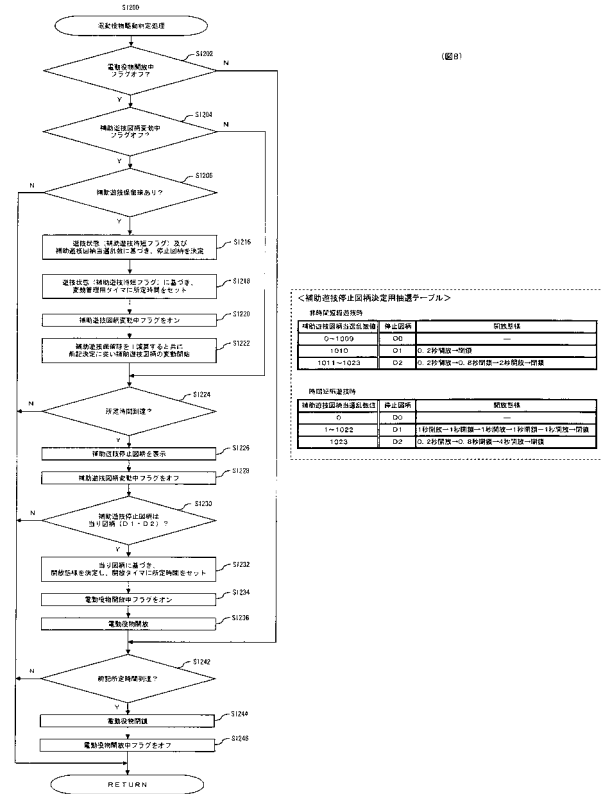 S1200
電動役物駆動判定処理
(図8)
S1202
電動役物開放中
フラグオフ？
N
Y
S1204
補助遊技図柄変動中
フラグオフ？
N
Y
S1206
補助遊技保留球あり？
N
Y
S1216
遊技状態（補助遊技時短フラグ）及び
補助遊技図柄当選乱数に基づき、停止図柄を決定
S1218
遊技状態（補助遊技時短フラグ）に基づき、
変動管理用タイマに所定時間をセット
S1220
補助遊技図柄変動中フラグをオン
S1222
補助遊技保留球を1減算すると共に
前記決定に従い補助遊技図柄の変動開始
S1224
所定時間到達？
N
Y
S1226
補助遊技停止図柄を表示
S1228
補助遊技図柄変動中フラグをオフ
S1230
補助遊技停止図柄は
当り図柄（D1・D2）？
N
Y
S1232
当り図柄に基づき、
開放態様を決定し、開放タイマに所定時間をセット
S1234
電動役物開放中フラグをオン
S1236
電動役物開放
S1242
前記所定時間到達？
N
Y
S1244
電動役物閉鎖
S1246
電動役物開放中フラグをオフ
RETURN
＜補助遊技停止図柄決定用抽選テーブル＞
非時間短縮遊技時
補助遊技図柄当選乱数値 停止図柄 開放態様
0～1009 D0 —
1010 D1 0.2秒開放→閉鎖
1011～1023 D2 0.2秒開放→0.8秒閉鎖→2秒開放→閉鎖
時間短縮遊技時
補助遊技図柄当選乱数値 停止図柄 開放態様
0 D0 —
1～1022 D1 1秒開放→1秒閉鎖→1秒開放→1秒閉鎖→1秒開放→閉鎖
1023 D2 0.2秒開放→0.8秒閉鎖→4秒開放→閉鎖